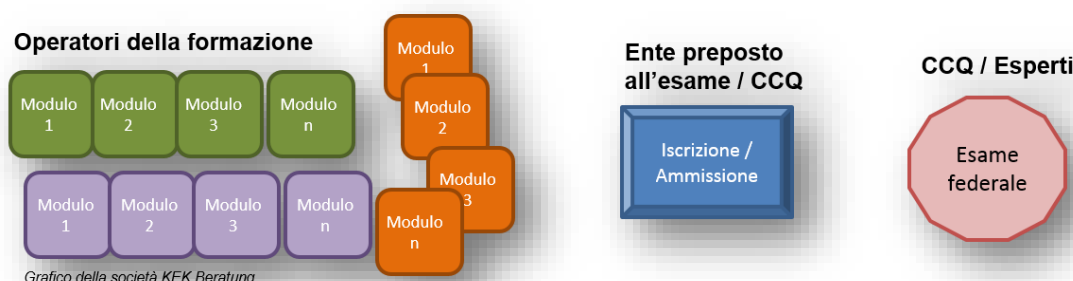 Operatori della formazione
Modulo
1
Modulo
2
Modulo
3
Modulo
n
Modulo
1
Modulo
2
Modulo
3
Modulo
n
Modulo
1
Modulo
2
Modulo
3
Modulo
n
Grafico della società KEK Beratung
Ente preposto
all'esame / CCQ
Iscrizione /
Ammissione
CCQ / Esperti
Esame
federale